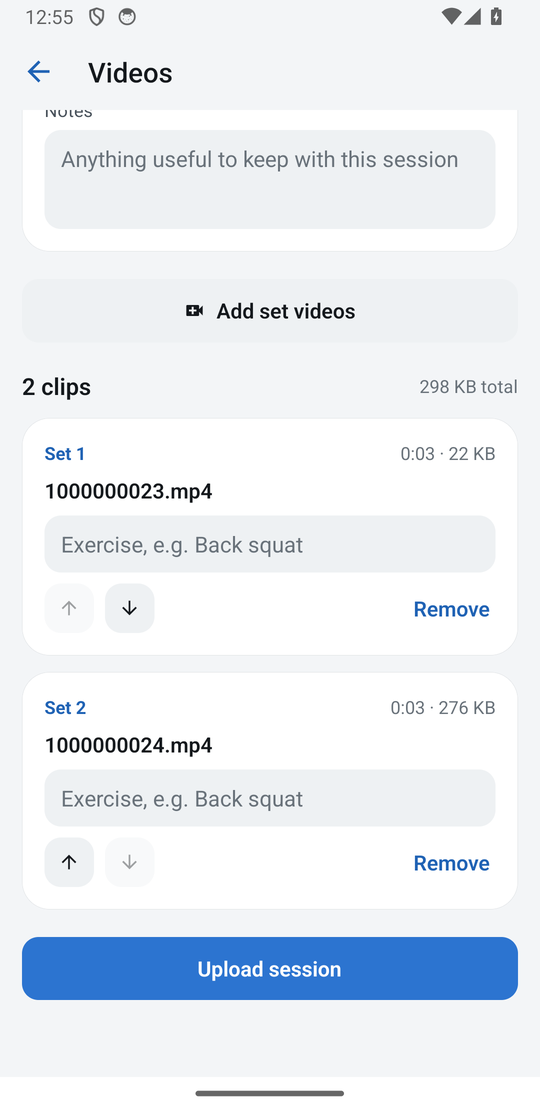 12:55
Videos
Notes
Anything useful to keep with this session
Add set videos
2 clips
298 KB total
Set 1
0:03 · 22 KB
1000000023.mp4
Exercise, e.g. Back squat
Remove
Set 2
0:03 · 276 KB
1000000024.mp4
Exercise, e.g. Back squat
Remove
Upload session